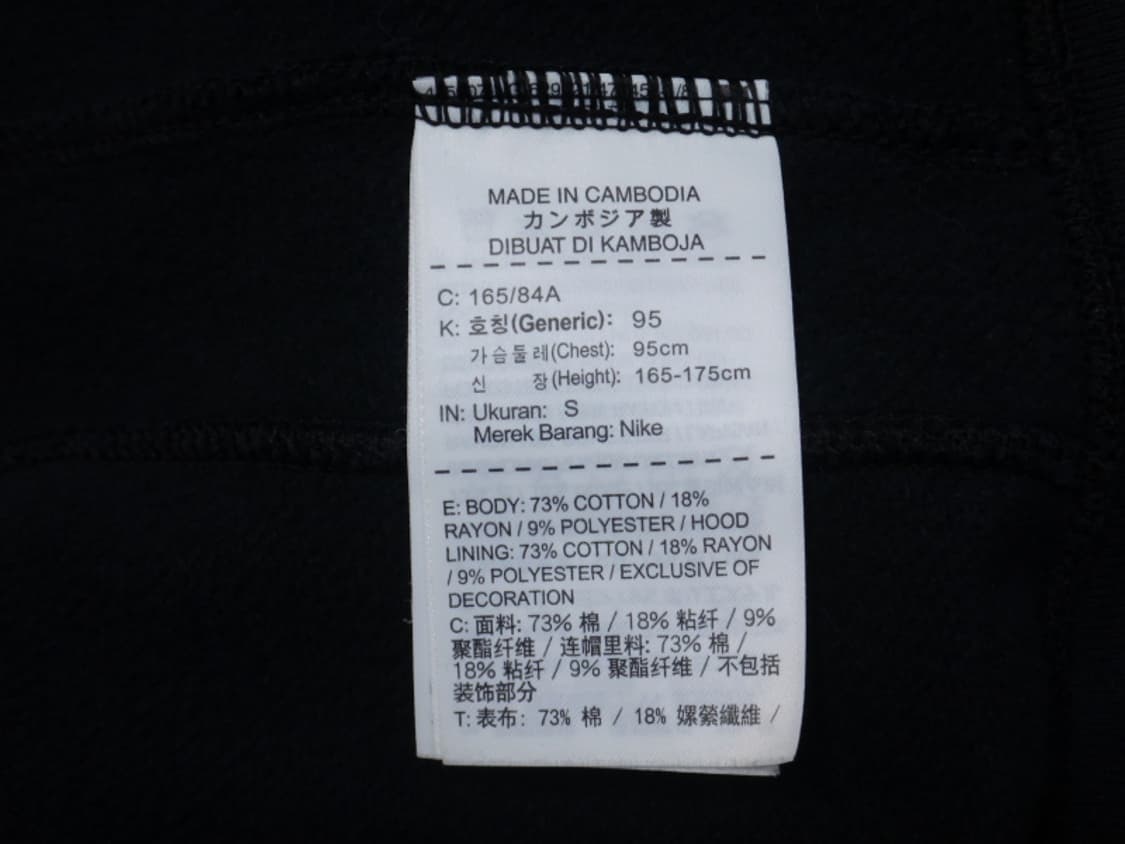 MADE IN CAMBODIA
カンボジア製
DIBUAT DI KAMBOJA
C: 165/84A
K: 호칭(Generic): 95
가슴둘레(Chest): 95cm
신 장(Height): 165-175cm
IN: Ukuran: S
Merek Barang: Nike
E: BODY: 73% COTTON / 18%
RAYON / 9% POLYESTER / HOOD
LINING: 73% COTTON / 18% RAYON
/ 9% POLYESTER / EXCLUSIVE OF
DECORATION
C: 面料: 73% 棉 / 18% 粘纤 / 9%
聚酯纤维 / 连帽里料: 73% 棉 /
18% 粘纤 / 9% 聚酯纤维 / 不包括
装饰部分
T: 表布: 73% 棉 / 18% 嫘縈纖維 /